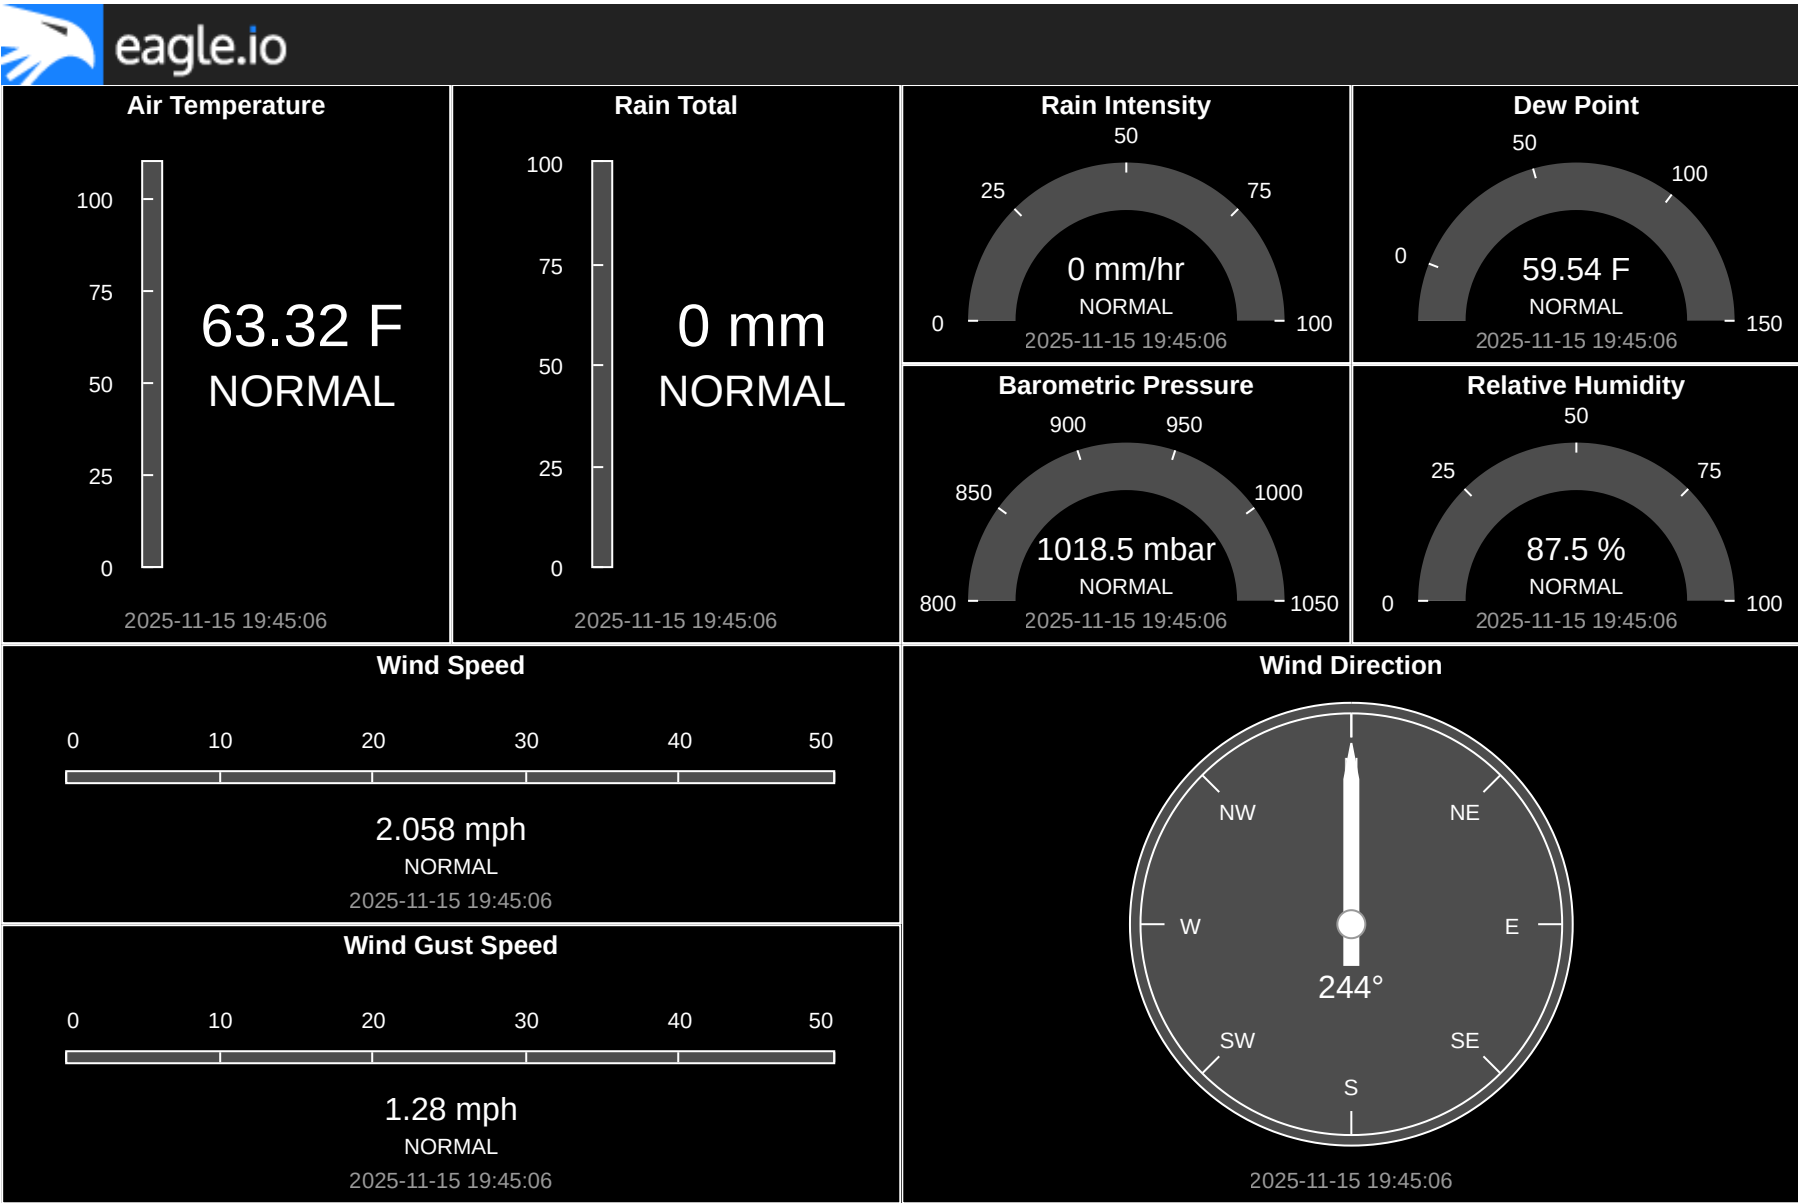 eagle.io
Air Temperature
100
75
50
25
0
63.32 F
NORMAL
2025-11-15 19:45:06
Rain Total
100
75
50
25
0
0 mm
NORMAL
2025-11-15 19:45:06
Rain Intensity
50
25
75
0
100
0 mm/hr
NORMAL
2025-11-15 19:45:06
Dew Point
50
100
0
150
59.54 F
NORMAL
2025-11-15 19:45:06
Barometric Pressure
900
950
850
1000
800
1050
1018.5 mbar
NORMAL
2025-11-15 19:45:06
Relative Humidity
50
25
75
0
100
87.5 %
NORMAL
2025-11-15 19:45:06
Wind Speed
0 10 20 30 40 50
2.058 mph
NORMAL
2025-11-15 19:45:06
Wind Gust Speed
0 10 20 30 40 50
1.28 mph
NORMAL
2025-11-15 19:45:06
Wind Direction
NW NE
W E
244°
SW SE
S
2025-11-15 19:45:06